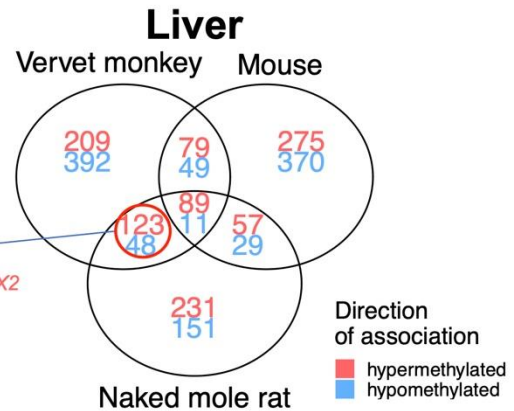 Liver
Vervet monkey
Mouse
209
392
79
49
275
370
89
11
123
48
57
29
X2
231
151
Direction
of association
hypermethylated
hypomethylated
Naked mole rat